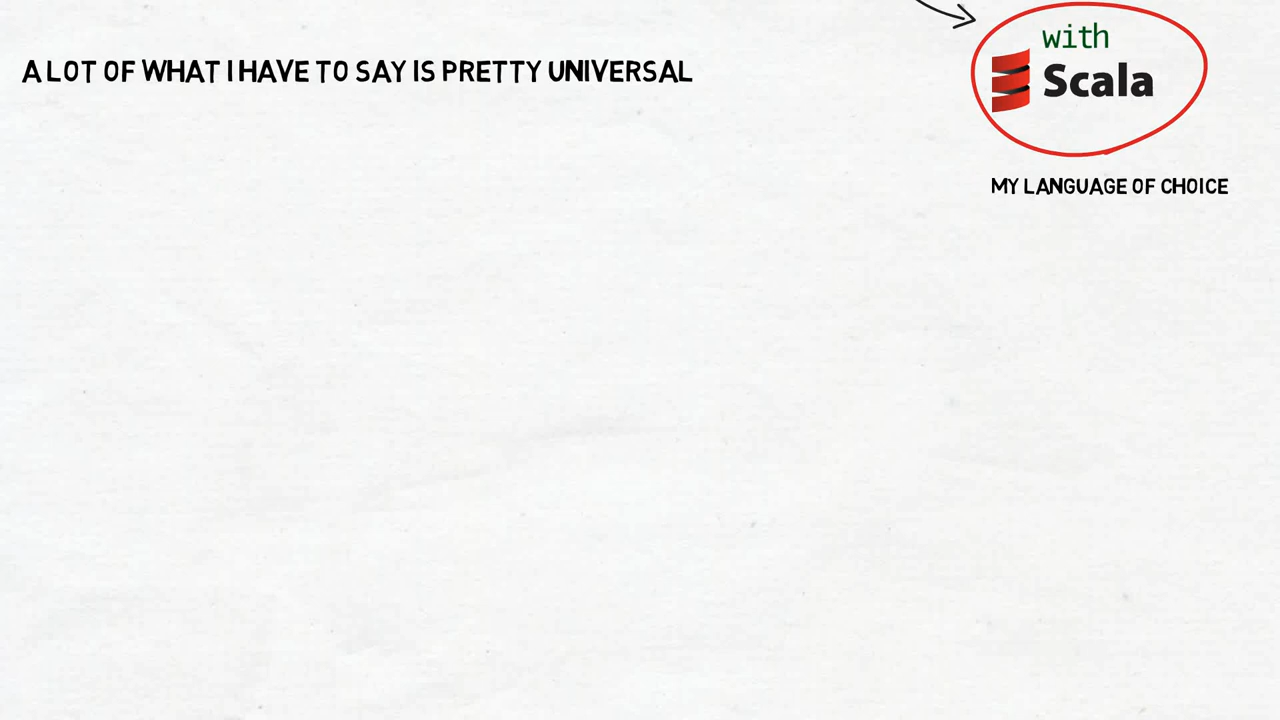 with
Scala
A LOT OF WHAT I HAVE TO SAY IS PRETTY UNIVERSAL
MY LANGUAGE OF CHOICE